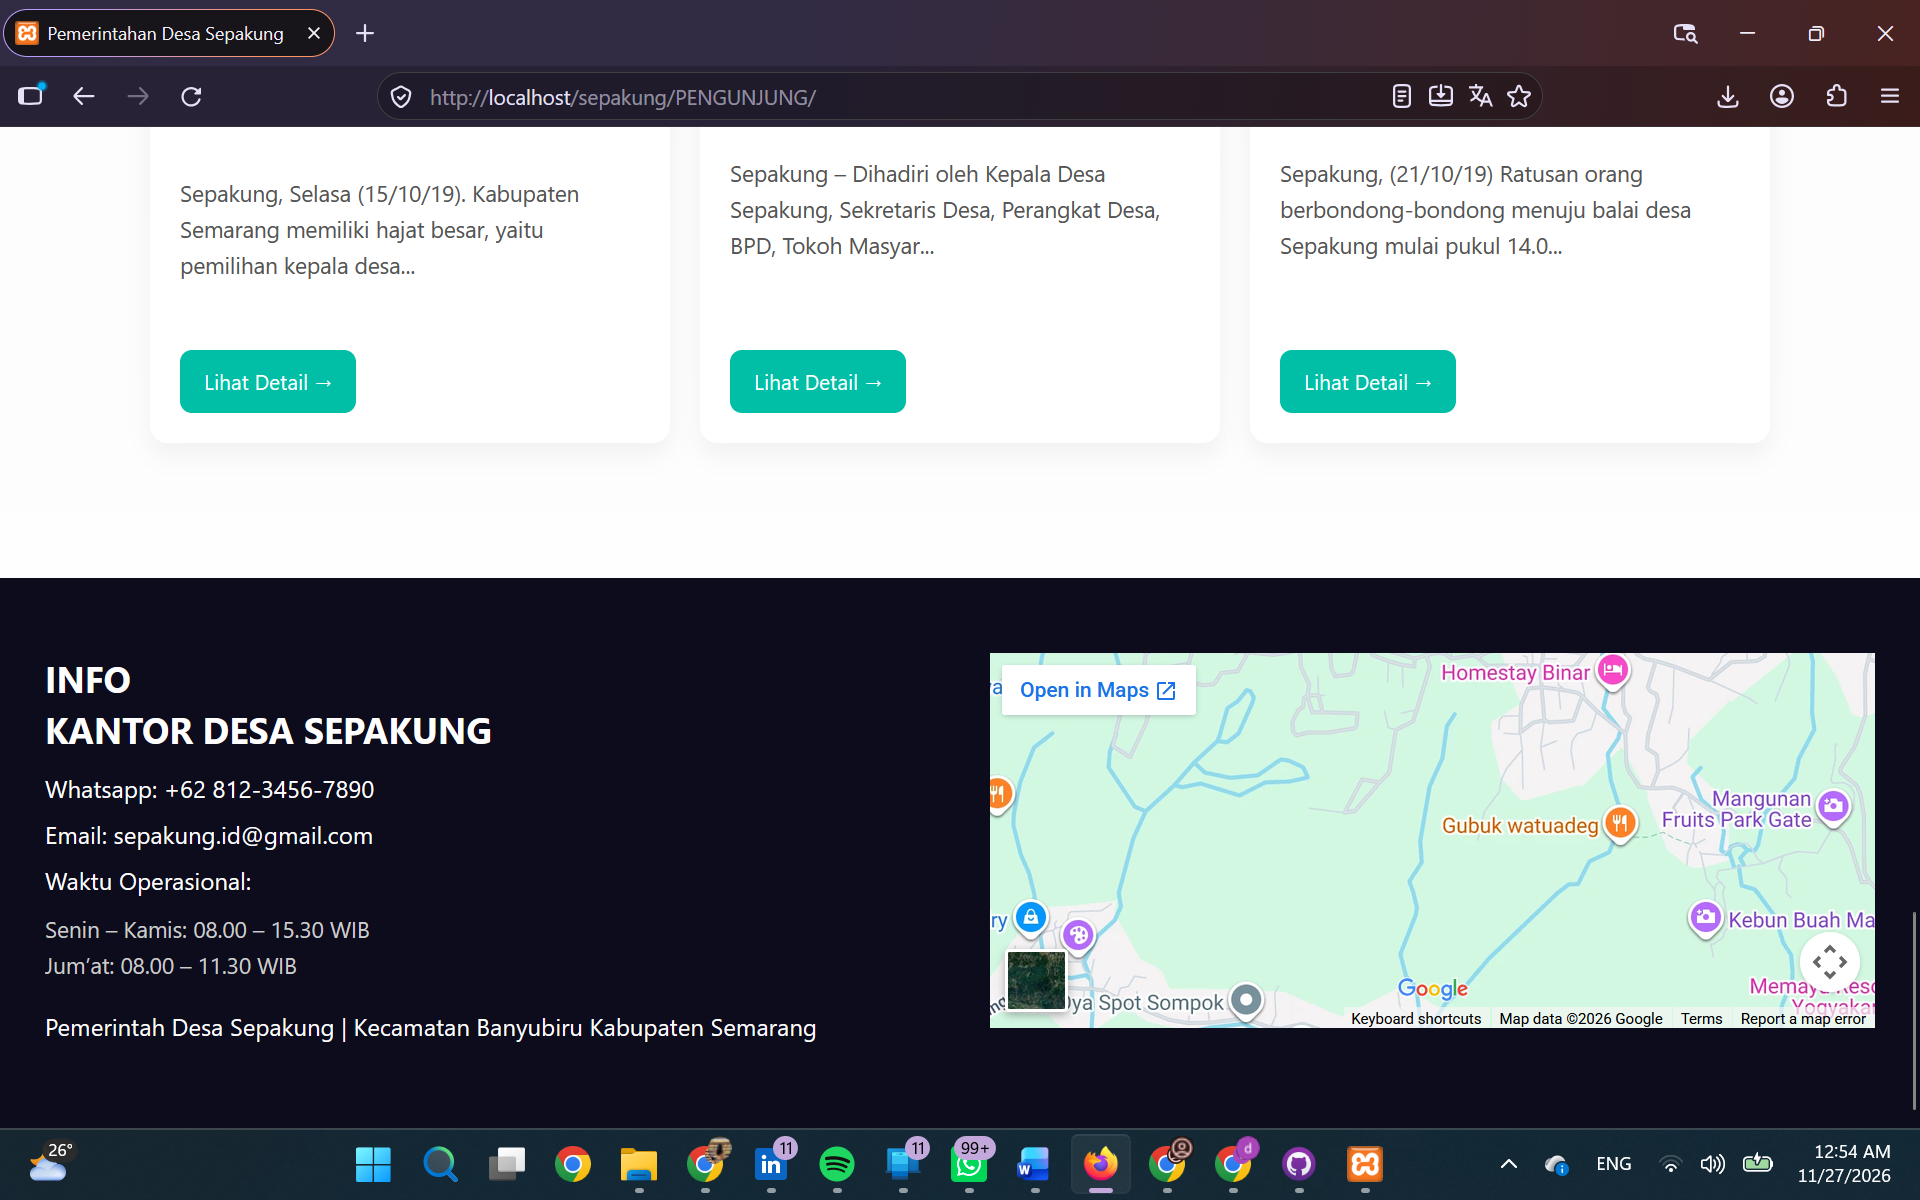 Pemerintahan Desa Sepakung
http://localhost/sepakung/PENGUNJUNG/
Sepakung, Selasa (15/10/19). Kabupaten
Semarang memiliki hajat besar, yaitu
pemilihan kepala desa...
Lihat Detail →
Sepakung – Dihadiri oleh Kepala Desa
Sepakung, Sekretaris Desa, Perangkat Desa,
BPD, Tokoh Masyar...
Lihat Detail →
Sepakung, (21/10/19) Ratusan orang
berbondong-bondong menuju balai desa
Sepakung mulai pukul 14.0...
Lihat Detail →
INFO
KANTOR DESA SEPAKUNG
Whatsapp: +62 812-3456-7890
Email: sepakung.id@gmail.com
Waktu Operasional:
Senin – Kamis: 08.00 – 15.30 WIB
Jum’at: 08.00 – 11.30 WIB
Pemerintah Desa Sepakung | Kecamatan Banyubiru Kabupaten Semarang
Open in Maps
Homestay Binar
Mangunan
Fruits Park Gate
Gubuk watuadeg
ry
Kebun Buah Ma
Spot Sompok
Google
Keyboard shortcuts
Map data ©2026 Google
Terms
Report a map error
26°
11
11
99+
d
ENG
12:54 AM
11/27/2026